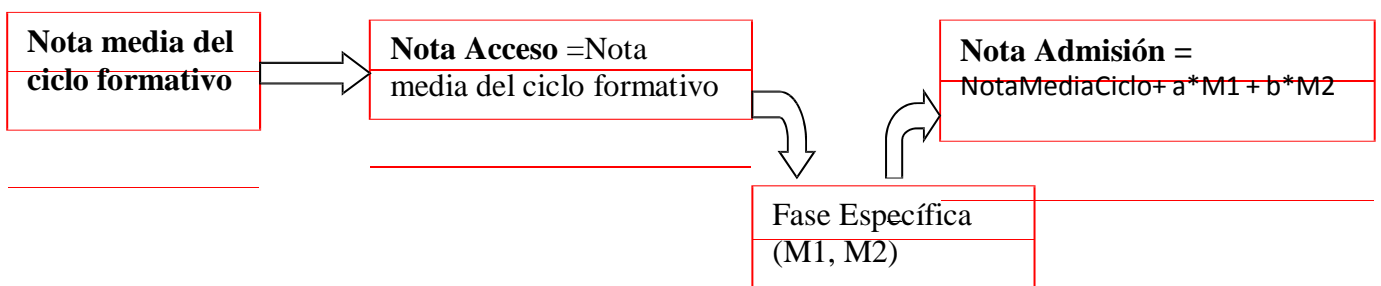 Nota media del
ciclo formativo
Nota Acceso =Nota
media del ciclo formativo
Fase Específica
(M1, M2)
Nota Admisión =
NotaMediaCiclo+ a*M1 + b*M2